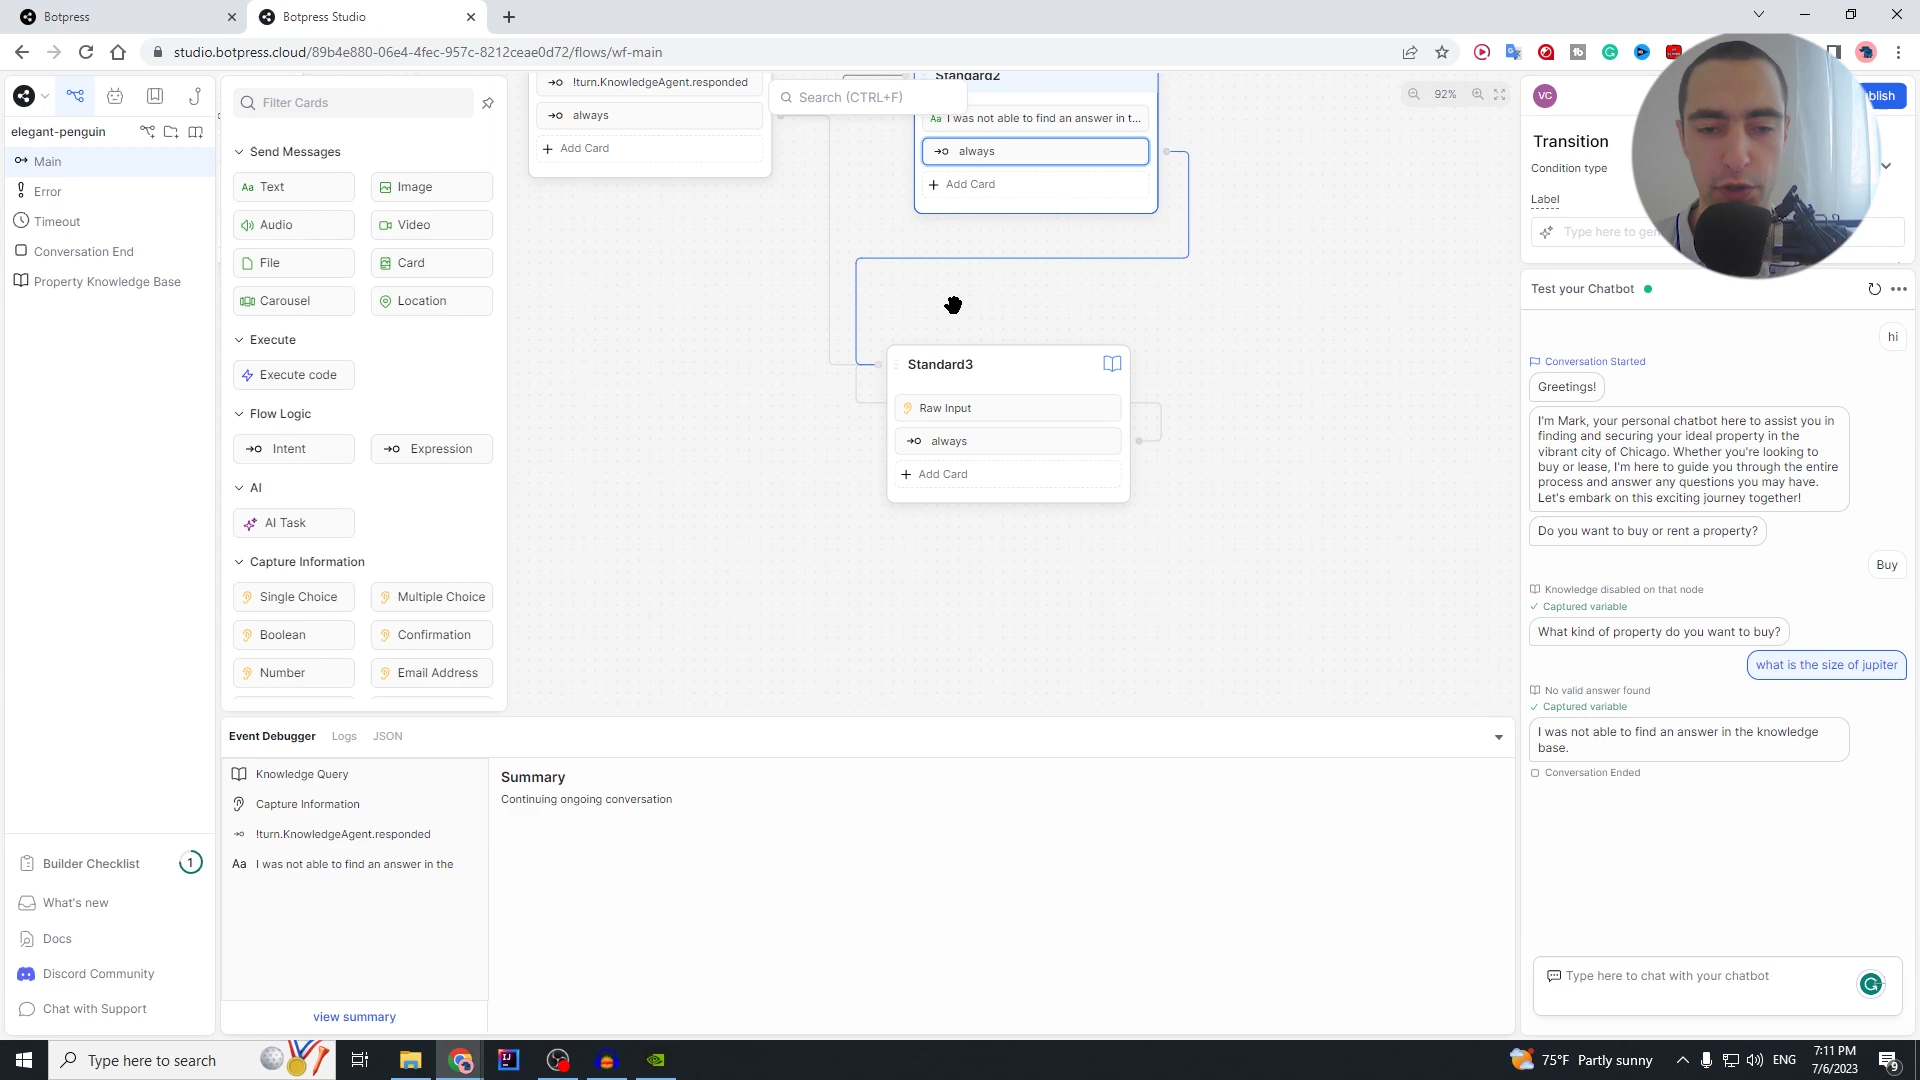 Botpress
Botpress Studio
studio.botpress.cloud/89b4e880-06e4-4fec-957c-8212ceae0d72/flows/wf-main
elegant-penguin
Main
Error
Timeout
Conversation End
Property Knowledge Base
Builder Checklist
1
What's new
Docs
Discord Community
Chat with Support
Filter Cards
Send Messages
Aa Text
Image
Audio
Video
File
Card
Carousel
Location
Execute
Execute code
Flow Logic
Intent
Expression
AI
AI Task
Capture Information
Single Choice
Multiple Choice
Boolean
Confirmation
Number
Email Address
!turn.KnowledgeAgent.responded
always
Add Card
Search (CTRL+F)
Standard2
Aa I was not able to find an answer in t...
always
Add Card
Standard3
Raw Input
always
Add Card
92%
Event Debugger
Logs
JSON
Knowledge Query
Capture Information
!turn.KnowledgeAgent.responded
Aa I was not able to find an answer in the
view summary
Summary
Continuing ongoing conversation
VC
Transition
Condition type
Label
Test your Chatbot
hi
Conversation Started
Greetings!
I'm Mark, your personal chatbot here to assist you in
finding and securing your ideal property in the
vibrant city of Chicago. Whether you're looking to
buy or lease, I'm here to guide you through the entire
process and answer any questions you may have.
Let's embark on this exciting journey together!
Do you want to buy or rent a property?
Buy
Knowledge disabled on that node
Captured variable
What kind of property do you want to buy?
what is the size of jupiter
No valid answer found
Captured variable
I was not able to find an answer in the knowledge
base.
Conversation Ended
Type here to chat with your chatbot
Type here to search
75°F Partly sunny
ENG
7:11 PM
7/6/2023
9